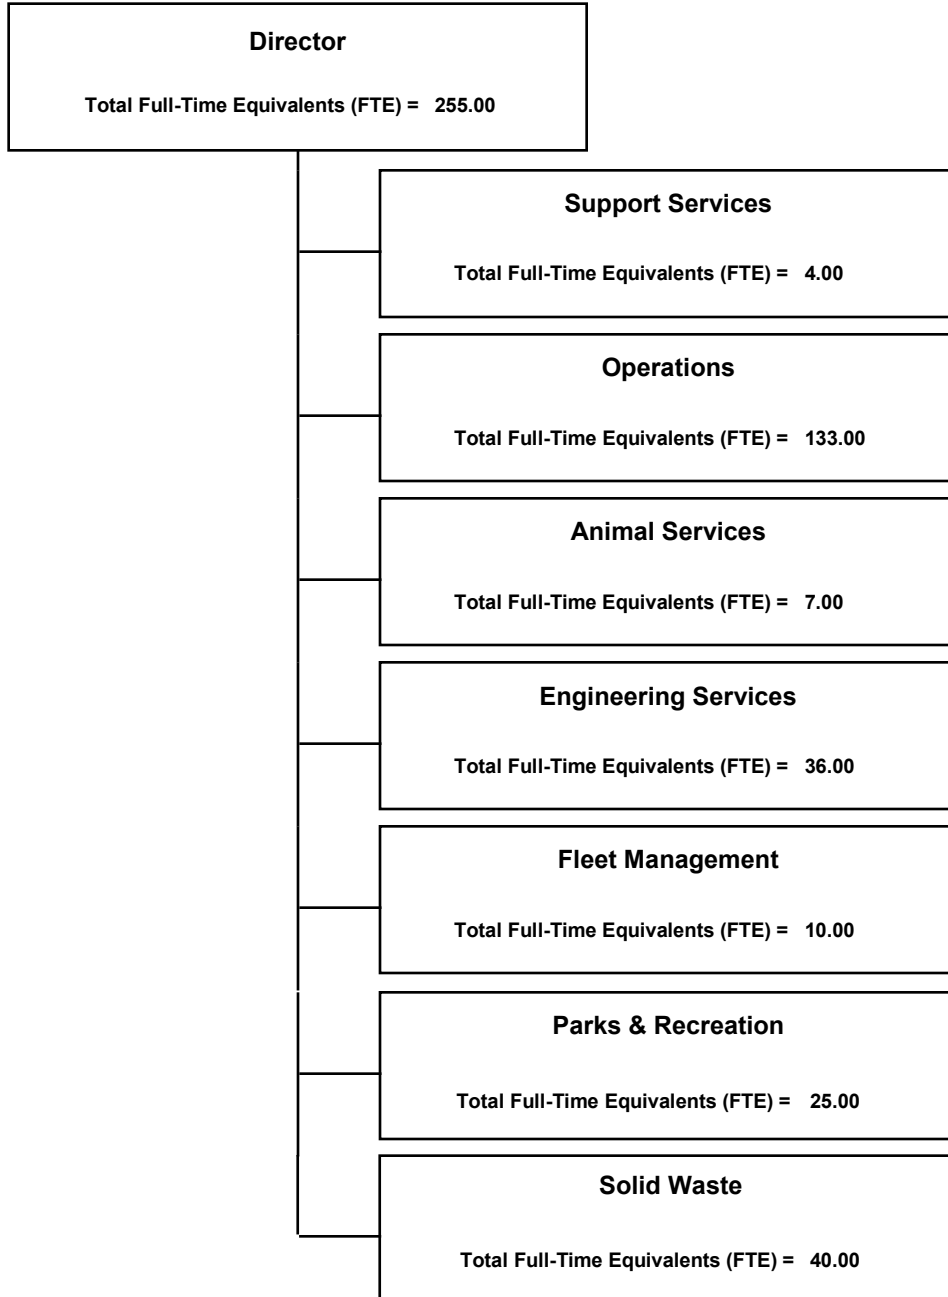 Director
Total Full-Time Equivalents (FTE) = 255.00
Support Services
Total Full-Time Equivalents (FTE) = 4.00
Operations
Total Full-Time Equivalents (FTE) = 133.00
Animal Services
Total Full-Time Equivalents (FTE) = 7.00
Engineering Services
Total Full-Time Equivalents (FTE) = 36.00
Fleet Management
Total Full-Time Equivalents (FTE) = 10.00
Parks & Recreation
Total Full-Time Equivalents (FTE) = 25.00
Solid Waste
Total Full-Time Equivalents (FTE) = 40.00